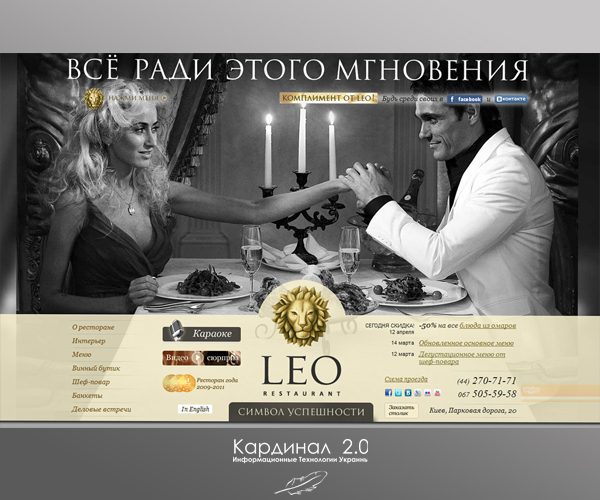 ВСЁ РАДИ ЭТОГО МГНОВЕНИЯ
НАЖМИ МЕНЯ
КОМПЛИМЕНТ ОТ LEO! Будь среди своих в facebook и вконтакте
О ресторане
Интерьер
Меню
Винный бутик
Шеф-повар
Банкеты
Деловые встречи
Караоке
Видео сюрприз
Ресторан года
2009-2011
In English
LEO
RESTAURANT
СИМВОЛ УСПЕШНОСТИ
СЕГОДНЯ СКИДКА! -50% на все блюда из омаров
12 апреля
14 марта Обновленное основное меню
12 марта Дегустационное меню от
шеф-повара
Схема проезда (44) 270-71-71
067 505-59-58
Заказать
столик
Киев, Парковая дорога, 20
Кардинал 2.0
Информационные Технологии Украины